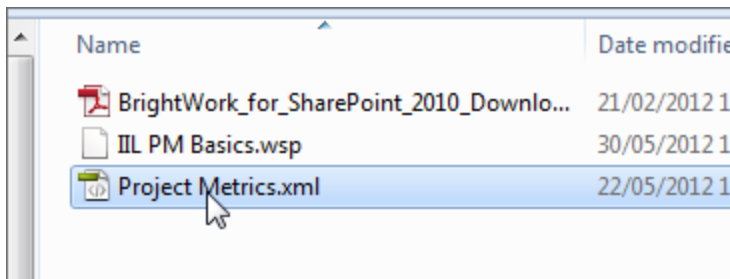 Name Date modifie
BrightWork_for_SharePoint_2010_Downlo... 21/02/2012 1
IIL PM Basics.wsp 30/05/2012 1
Project Metrics.xml 22/05/2012 1